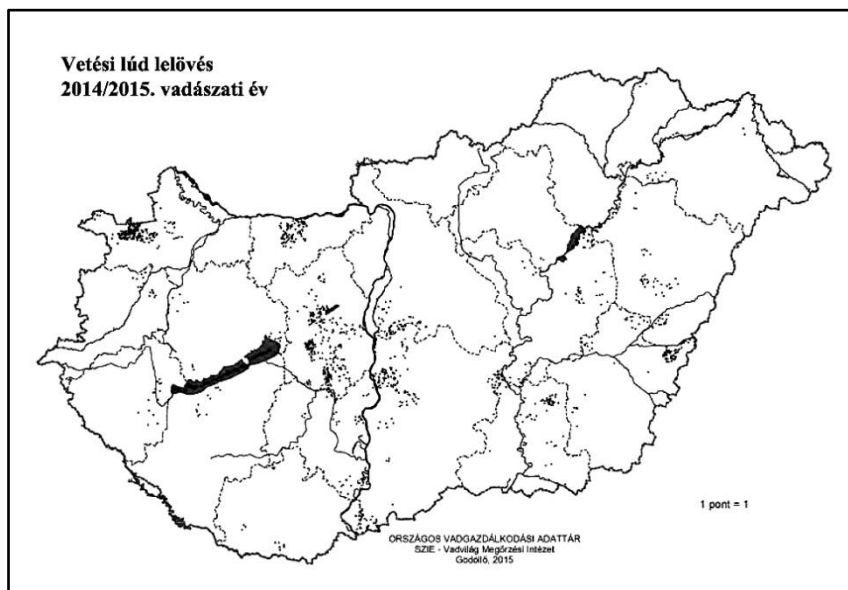 Vetési lúd lelövés
2014/2015. vadászati év
1 pont = 1
ORSZÁGOS VADGAZDÁLKODÁSI ADATTÁR
SZIE - Vadvilág Megőrzési Intézet
Gödöllő, 2015